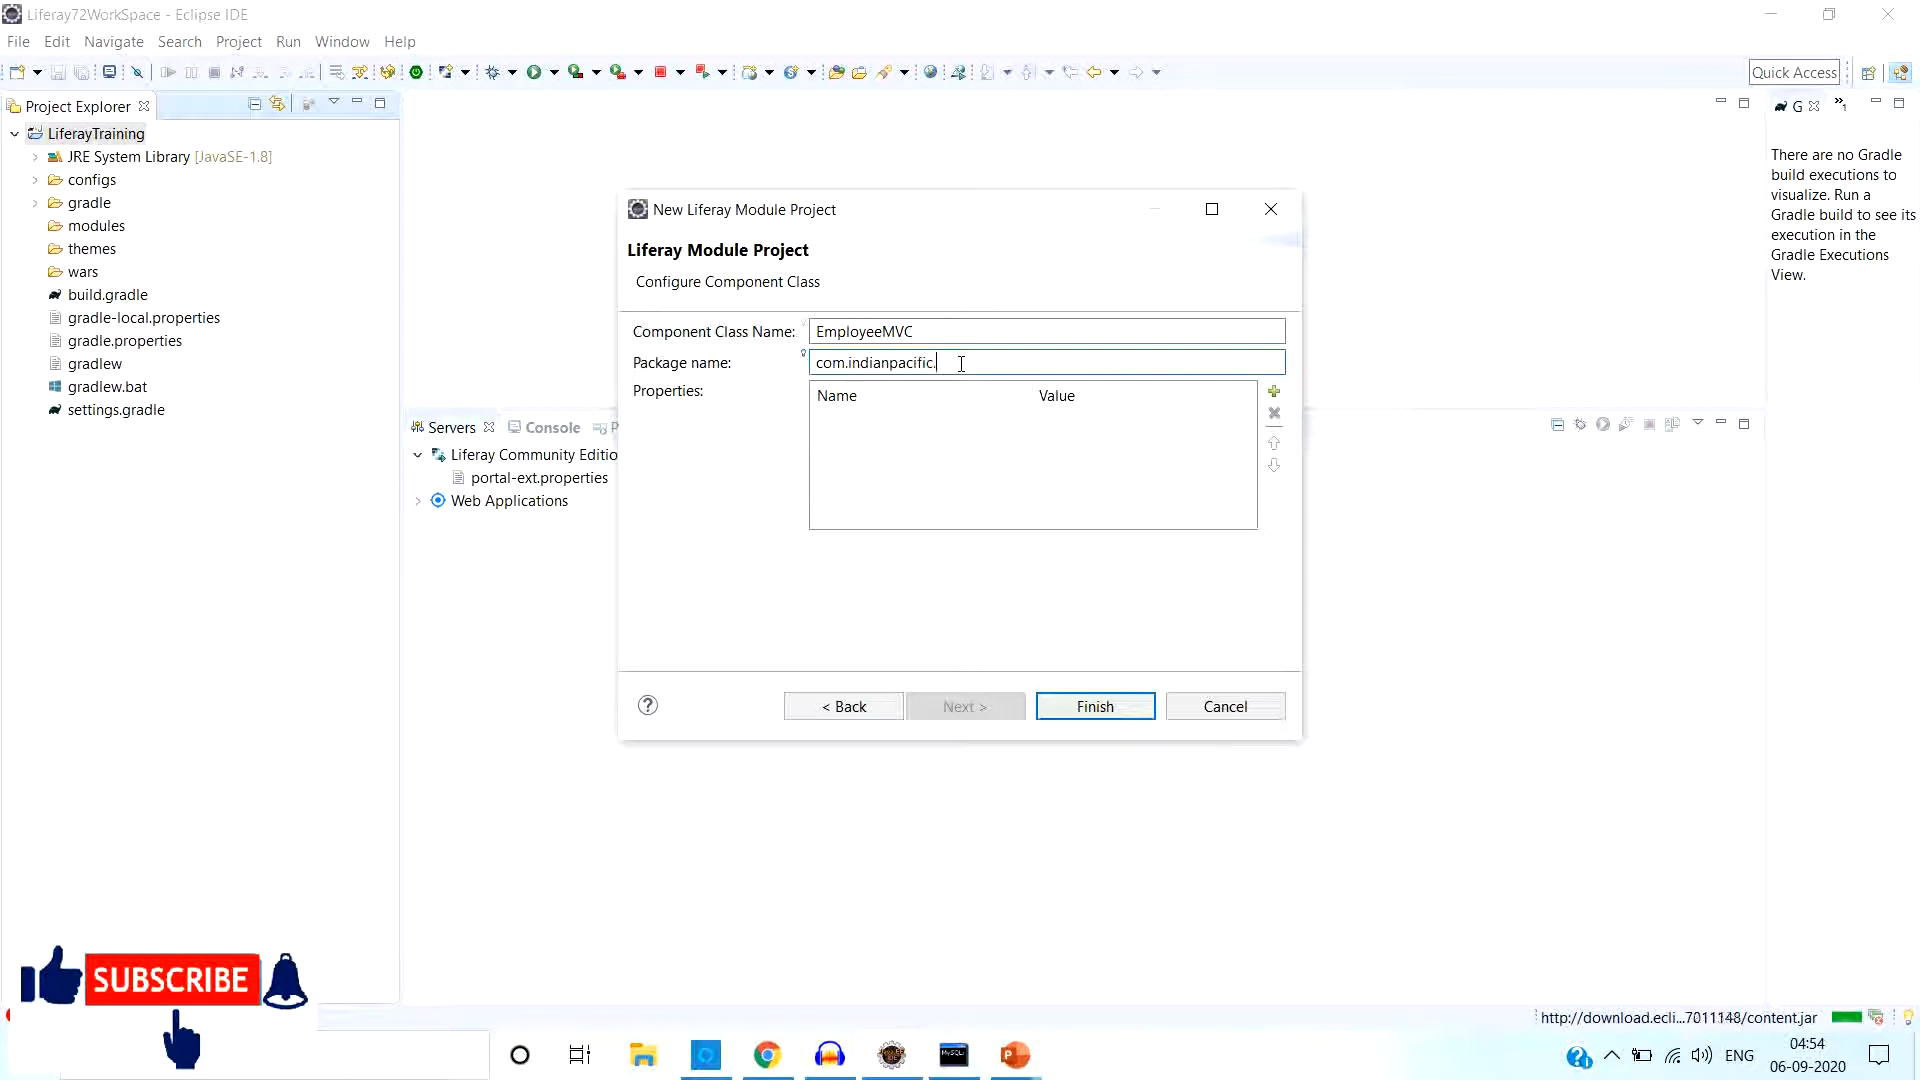 Liferay72WorkSpace - Eclipse IDE
File Edit Navigate Search Project Run Window Help
Quick Access
Project Explorer
LiferayTraining
JRE System Library [JavaSE-1.8]
configs
gradle
modules
themes
wars
build.gradle
gradle-local.properties
gradle.properties
gradlew
gradlew.bat
settings.gradle
New Liferay Module Project
Liferay Module Project
Configure Component Class
Component Class Name: EmployeeMVC
Package name: com.indianpacific.
Properties:
Name Value
< Back Next > Finish Cancel
Servers Console P
Liferay Community Editio
portal-ext.properties
Web Applications
G
There are no Gradle
build executions to
visualize. Run a
Gradle build to see its
execution in the
Gradle Executions
View.
SUBSCRIBE
http://download.ecli...7011148/content.jar
ENG
04:54
06-09-2020